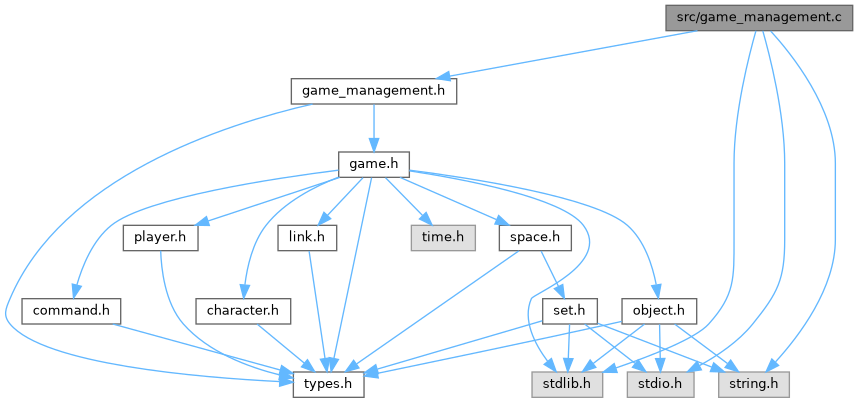 src/game_management.c
game_management.h
game.h
player.h
link.h
time.h
space.h
command.h
character.h
set.h
object.h
types.h
stdlib.h
stdio.h
string.h